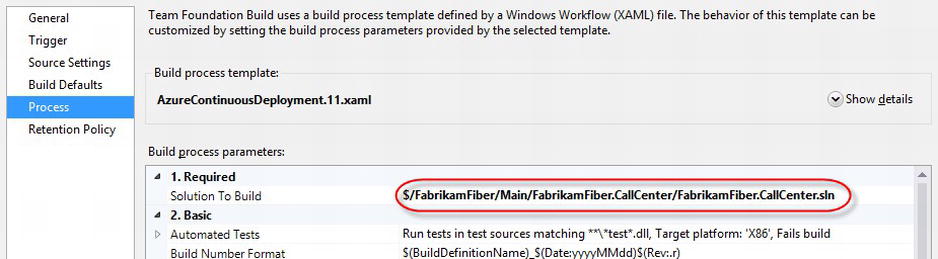 General
Trigger
Source Settings
Build Defaults
Process
Retention Policy
Team Foundation Build uses a build process template defined by a Windows Workflow (XAML) file. The behavior of this template can be
customized by setting the build process parameters provided by the selected template.
Build process template:
AzureContinuousDeployment.11.xaml
Show details
Build process parameters:
1. Required
Solution To Build $/FabrikamFiber/Main/FabrikamFiber.CallCenter/FabrikamFiber.CallCenter.sln
2. Basic
Automated Tests Run tests in test sources matching **\*test*.dll, Target platform: 'X86', Fails build
Build Number Format $(BuildDefinitionName)_$(Date:yyyyMMdd)$(Rev:.r)